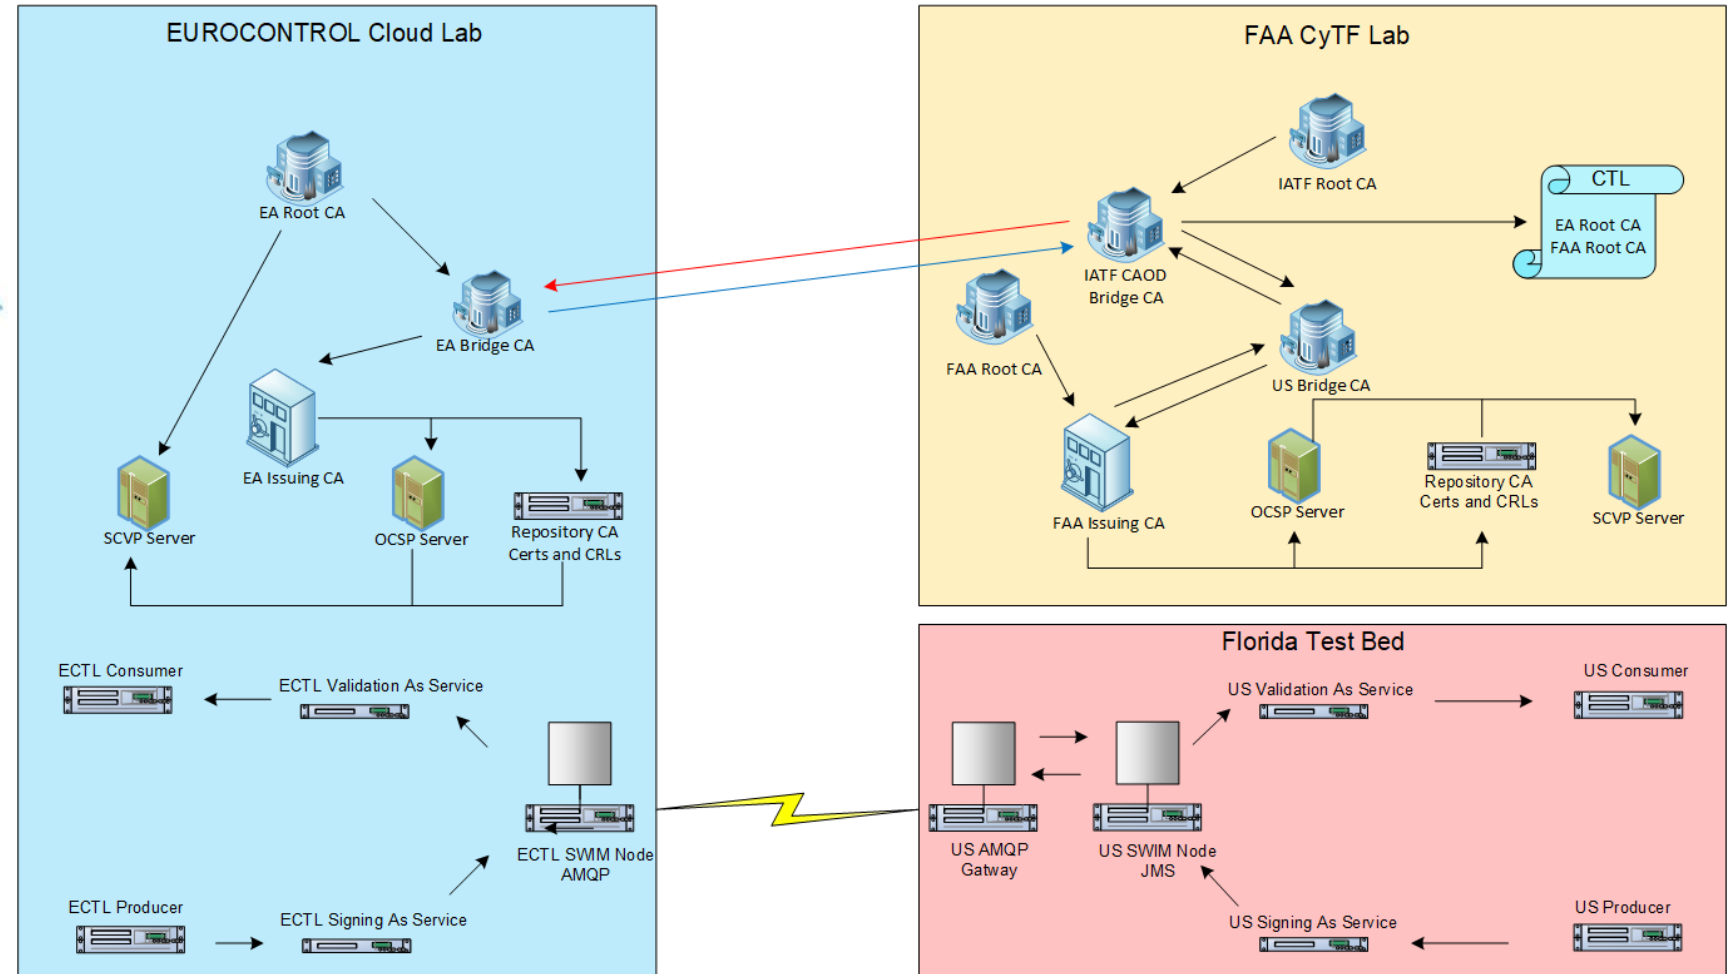 EUROCONTROL Cloud Lab
EA Root CA
EA Bridge CA
EA Issuing CA
SCVP Server
OCSP Server
Repository CA
Certs and CRLs
ECTL Consumer
ECTL Validation As Service
ECTL SWIM Node
AMQP
ECTL Producer
ECTL Signing As Service
FAA CyTF Lab
IATF Root CA
CTL
EA Root CA
FAA Root CA
IATF CAOD
Bridge CA
FAA Root CA
US Bridge CA
FAA Issuing CA
OCSP Server
Repository CA
Certs and CRLs
SCVP Server
Florida Test Bed
US Validation As Service
US Consumer
US AMQP
Gatway
US SWIM Node
JMS
US Signing As Service
US Producer